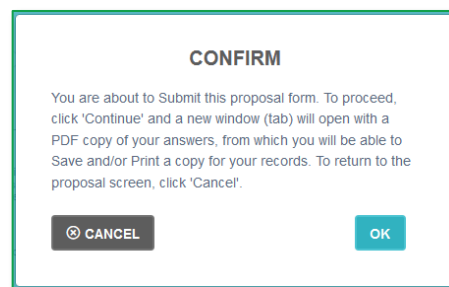 CONFIRM
You are about to Submit this proposal form. To proceed,
click 'Continue' and a new window (tab) will open with a
PDF copy of your answers, from which you will be able to
Save and/or Print a copy for your records. To return to the
proposal screen, click 'Cancel'.
CANCEL OK